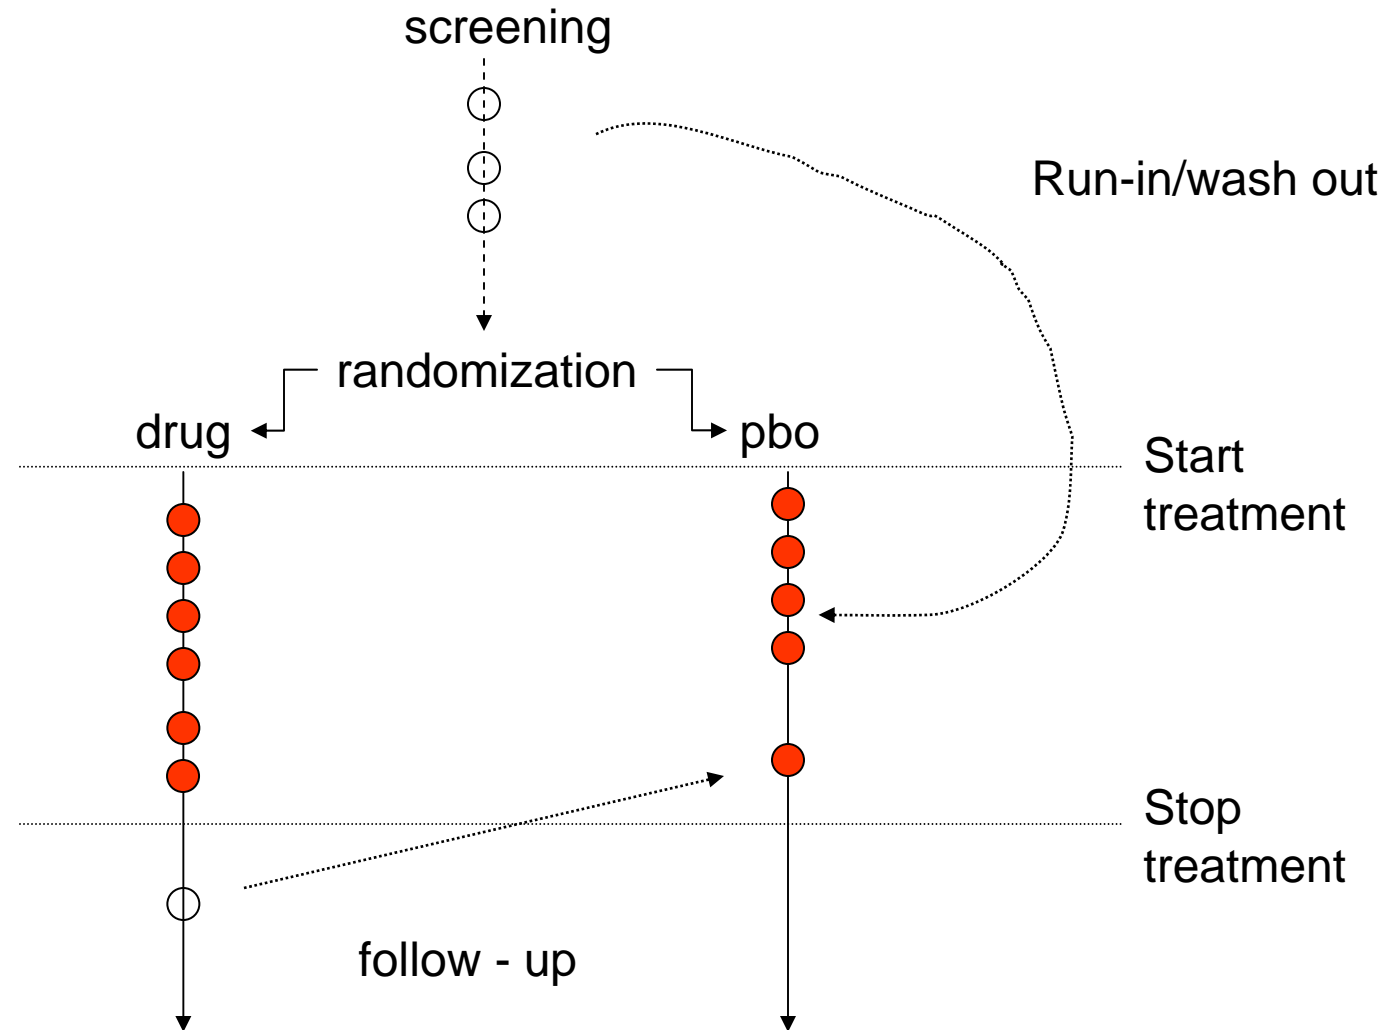 screening
Run-in/wash out
randomization
drug
pbo
Start
treatment
Stop
treatment
follow - up